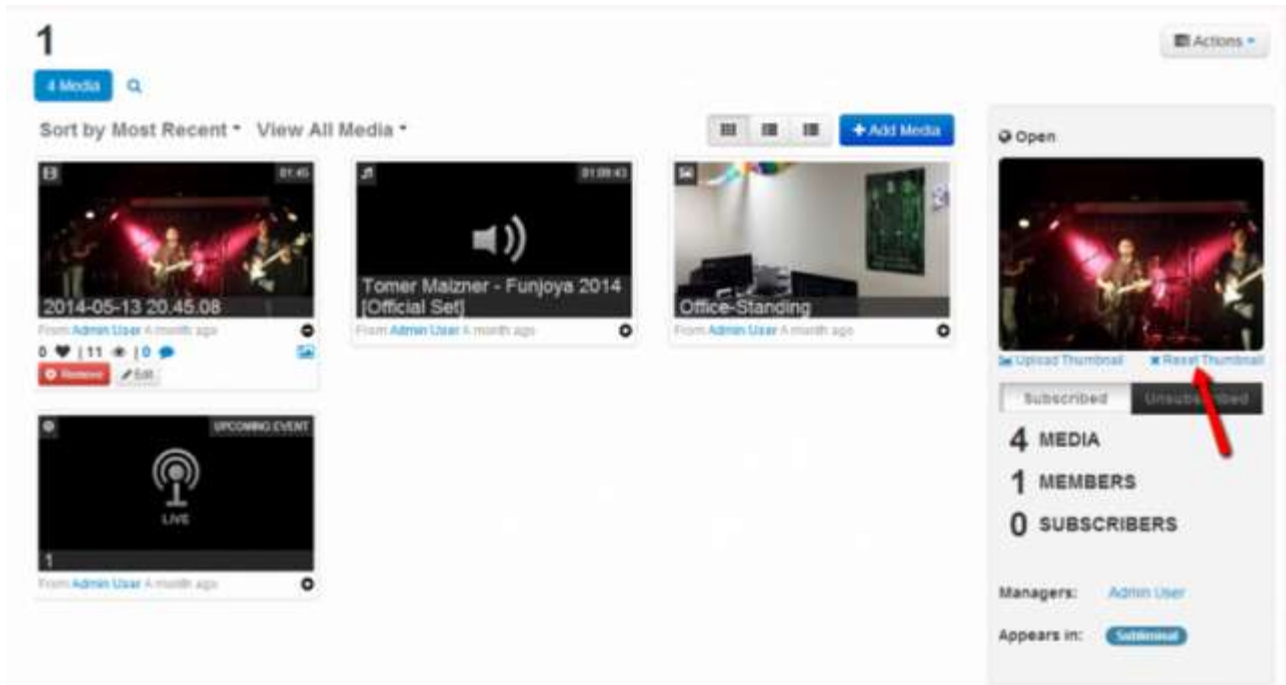 1
Actions
4 Media
Sort by Most Recent View All Media
+ Add Media
Open
01:45
2014-05-13 20.45.08
From Admin User A month ago
0 | 11 | 0
Remove Edit
01:09:43
Tomer Maizner - Funjoya 2014
[Official Set]
From Admin User A month ago
Office-Standing
From Admin User A month ago
UPCOMING EVENT
LIVE
1
From Admin User A month ago
Upload Thumbnail Reset Thumbnail
Subscribed Unsubscribed
4 MEDIA
1 MEMBERS
0 SUBSCRIBERS
Managers: Admin User
Appears in: Subliminal